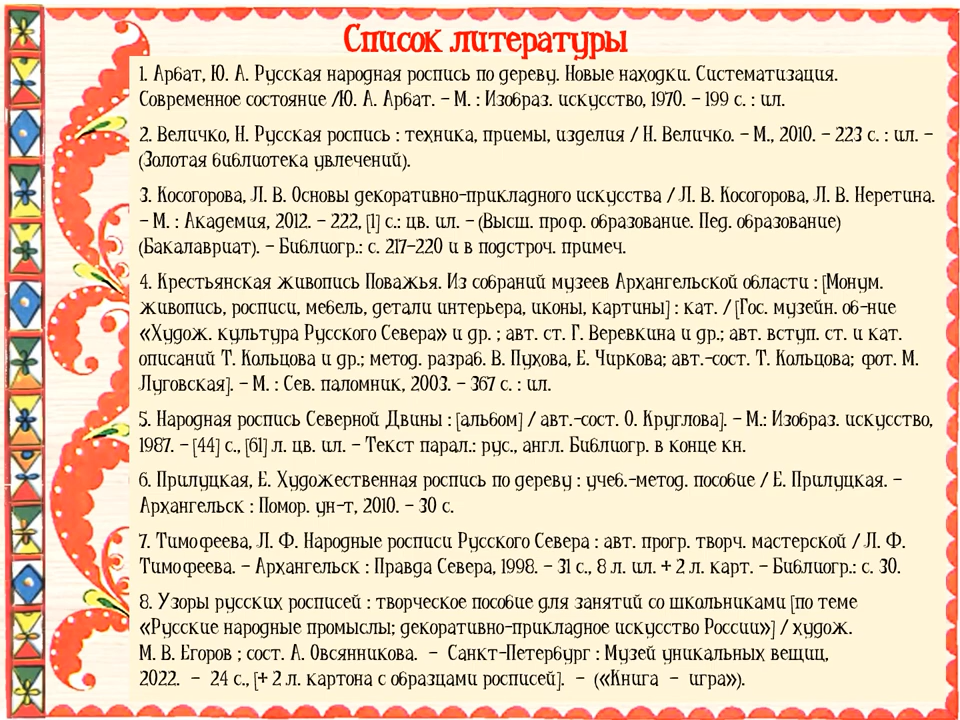 Список литературы
1. Арбат, Ю. А. Русская народная роспись по дереву. Новые находки. Систематизация.
Современное состояние /Ю. А. Арбат. – М. : Изобраз. искусство, 1970. – 199 с. : ил.
2. Величко, Н. Русская роспись : техника, приемы, изделия / Н. Величко. – М., 2010. – 223 с. : ил. –
(Золотая библиотека увлечений).
3. Косогорова, Л. В. Основы декоративно-прикладного искусства / Л. В. Косогорова, Л. В. Неретина.
– М. : Академия, 2012. – 222, [1] с.: цв. ил. – (Высш. проф. образование. Пед. образование)
(Бакалавриат). – Библиогр.: с. 217-220 и в подстроч. примеч.
4. Крестьянская живопись Поважья. Из собраний музеев Архангельской области : [Монум.
живопись, росписи, мебель, детали интерьера, иконы, картины] : кат. / [Гос. музейн. об-ние
«Худож. культура Русского Севера» и др. ; авт. ст. Г. Веревкина и др.; авт. вступ. ст. и кат.
описаний Т. Кольцова и др.; метод. разраб. В. Пухова, Е. Чиркова; авт.-сост. Т. Кольцова; фот. М.
Луговская]. – М. : Сев. паломник, 2003. – 367 с. : ил.
5. Народная роспись Северной Двины : [альбом] / авт.-сост. О. Круглова]. – М.: Изобраз. искусство,
1987. – [44] с., [61] л. цв. ил. – Текст парал.: рус., англ. Библиогр. в конце кн.
6. Прилуцкая, Е. Художественная роспись по дереву : учеб.-метод. пособие / Е. Прилуцкая. –
Архангельск : Помор. ун-т, 2010. – 30 с.
7. Тимофеева, Л. Ф. Народные росписи Русского Севера : авт. прогр. творч. мастерской / Л. Ф.
Тимофеева. – Архангельск : Правда Севера, 1998. – 31 с., 8 л. ил. + 2 л. карт. – Библиогр.: с. 30.
8. Узоры русских росписей : творческое пособие для занятий со школьниками [по теме
«Русские народные промыслы; декоративно-прикладное искусство России»] / худож.
М. В. Егоров ; сост. А. Овсянникова. – Санкт-Петербург : Музей уникальных вещиц,
2022. – 24 с., [+ 2 л. картона с образцами росписей]. – («Книга – игра»).